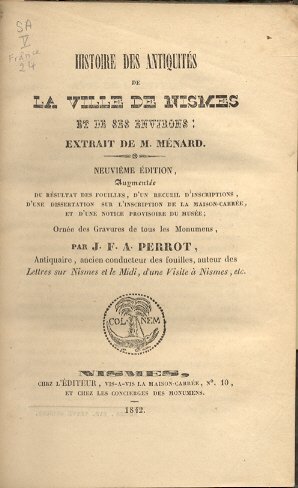 SA
V
France
24
HISTOIRE DES ANTIQUITÉS
DE
LA VILLE DE NISMES
ET DE SES ENVIRONS:
EXTRAIT DE M. MÉNARD.
NEUVIÈME ÉDITION,
Augmentée
DU RÉSULTAT DES FOUILLES, D'UN RECUEIL D'INSCRIPTIONS,
D'UNE DISSERTATION SUR L'INSCRIPTION DE LA MAISON-CARRÉE,
ET D'UNE NOTICE PROVISOIRE DU MUSÉE;
Ornée des Gravures de tous les Monumens,
PAR J. F. A. PERROT,
Antiquaire, ancien conducteur des fouilles, auteur des
Lettres sur Nismes et le Midi, d'une Visite à Nismes, etc.
COL NEM
NISMES,
CHEZ L'ÉDITEUR, VIS-A-VIS LA MAISON-CARRÉE, N°. 10,
ET CHEZ LES CONCIERGES DES MONUMENS.
1842.